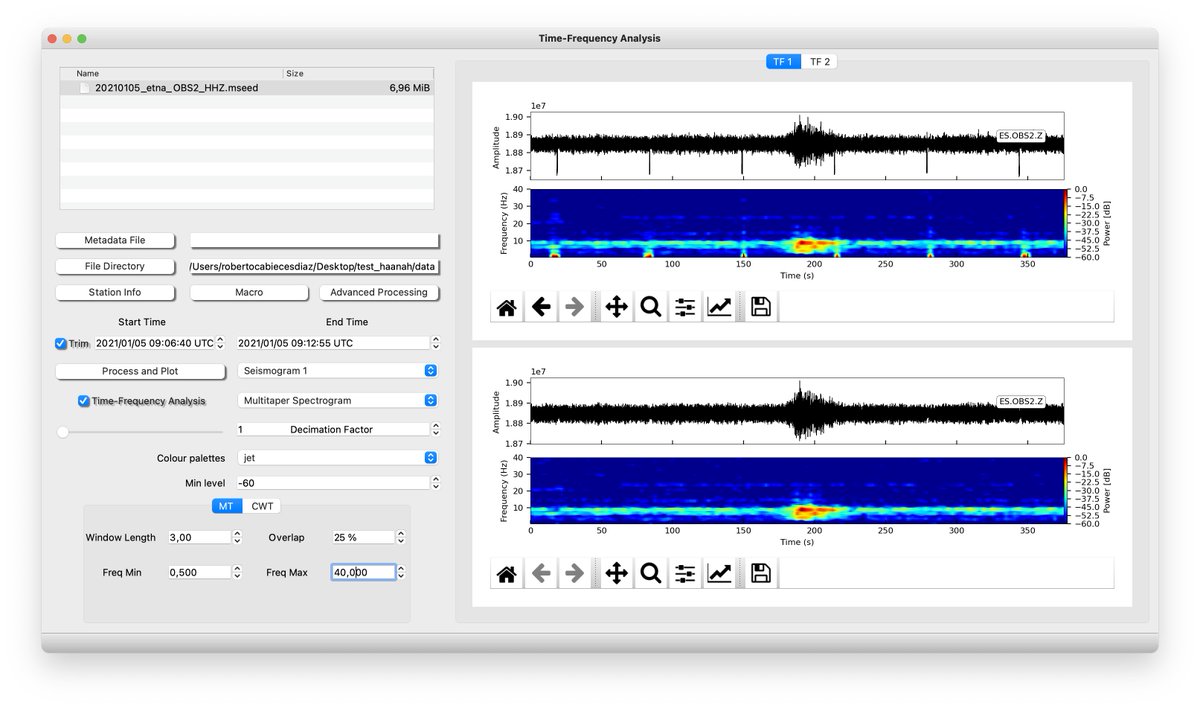 Time-Frequency Analysis
Name Size
20210105_etna_ OBS2_HHZ.mseed 6,96 MiB
Metadata File
File Directory /Users/robertocabiecesdiaz/Desktop/test_haanah/data
Station Info Macro Advanced Processing
Start Time End Time
Trim 2021/01/05 09:06:40 UTC 2021/01/05 09:12:55 UTC
Process and Plot Seismogram 1
Time-Frequency Analysis Multitaper Spectrogram
1 Decimation Factor
Colour palettes jet
Min level -60
MT CWT
Window Length 3,00 Overlap 25 %
Freq Min 0,500 Freq Max 40,000
TF 1 TF 2
1e7
1.90
1.89
1.88
1.87
Amplitude
ES.OBS2.Z
40
30
20
10
Frequency (Hz)
0 50 100 150 200 250 300 350
Time (s)
0.0
−7.5
−15.0
−22.5
−30.0
−37.5
−45.0
−52.5
−60.0
Power [dB]
1e7
1.90
1.89
1.88
1.87
Amplitude
ES.OBS2.Z
40
30
20
10
Frequency (Hz)
0 50 100 150 200 250 300 350
Time (s)
0.0
−7.5
−15.0
−22.5
−30.0
−37.5
−45.0
−52.5
−60.0
Power [dB]